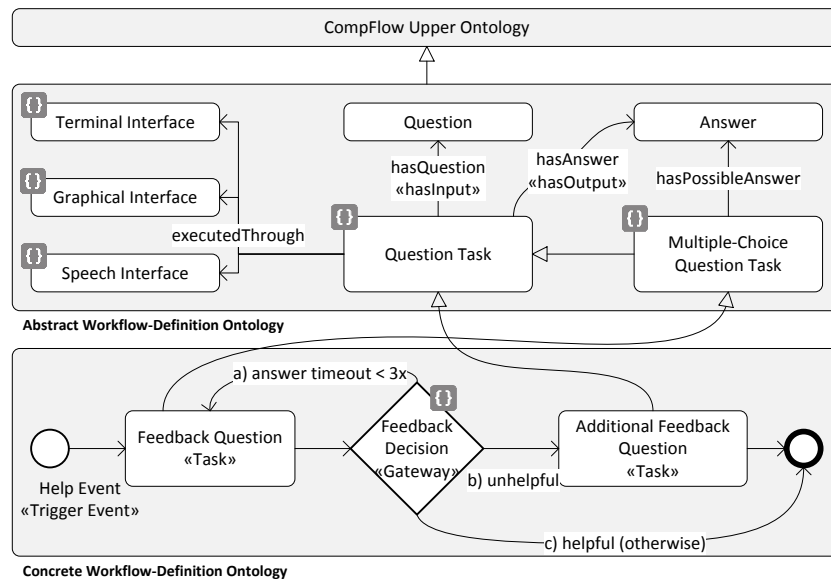 CompFlow Upper Ontology
{ }
Terminal Interface
Question
Answer
hasQuestion
«hasInput»
hasAnswer
«hasOutput»
hasPossibleAnswer
{ }
Graphical Interface
{ }
Speech Interface
executedThrough
{ }
Question Task
{ }
Multiple-Choice
Question Task
Abstract Workflow-Definition Ontology
a) answer timeout < 3x
{ }
Feedback Question
«Task»
Feedback
Decision
«Gateway»
Additional Feedback
Question
«Task»
b) unhelpful
Help Event
«Trigger Event»
c) helpful (otherwise)
Concrete Workflow-Definition Ontology